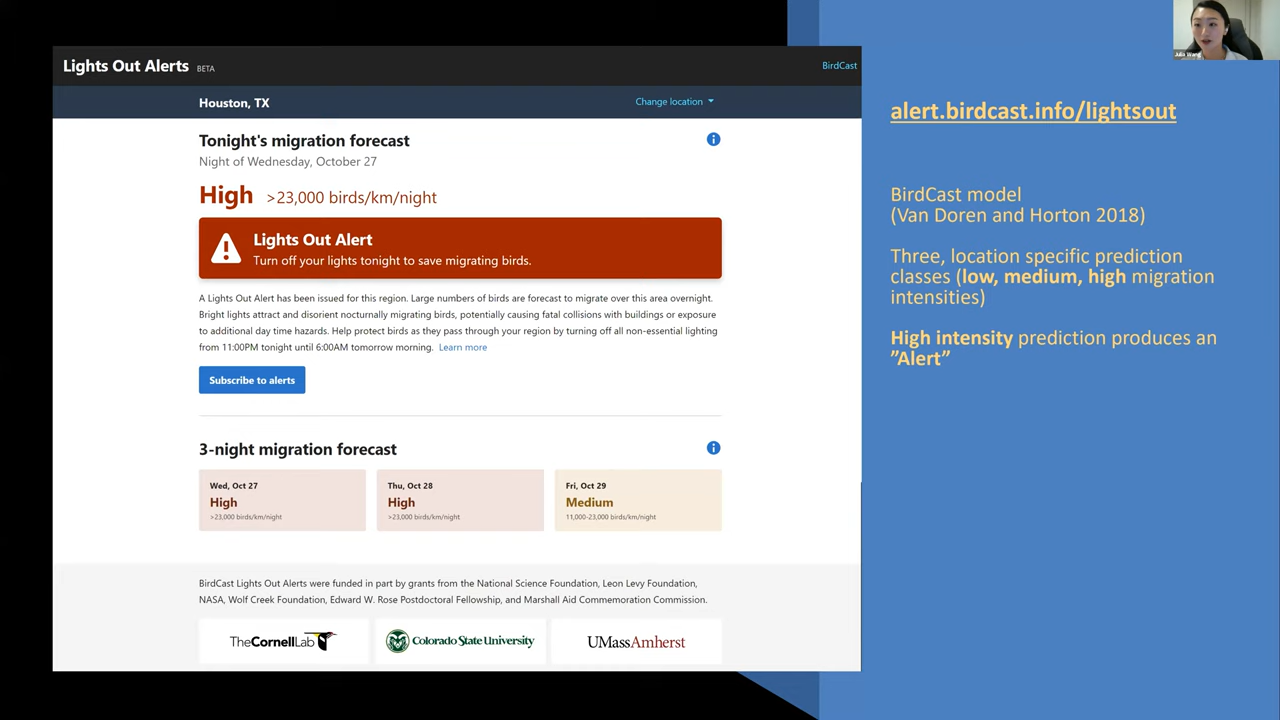 Lights Out Alerts BETA
BirdCast
Houston, TX
Change location
Tonight's migration forecast
Night of Wednesday, October 27
High >23,000 birds/km/night
Lights Out Alert
Turn off your lights tonight to save migrating birds.
A Lights Out Alert has been issued for this region. Large numbers of birds are forecast to migrate over this area overnight.
Bright lights attract and disorient nocturnally migrating birds, potentially causing fatal collisions with buildings or exposure
to additional day time hazards. Help protect birds as they pass through your region by turning off all non-essential lighting
from 11:00PM tonight until 6:00AM tomorrow morning. Learn more
Subscribe to alerts
3-night migration forecast
Wed, Oct 27
High
>23,000 birds/km/night
Thu, Oct 28
High
>23,000 birds/km/night
Fri, Oct 29
Medium
11,000-23,000 birds/km/night
BirdCast Lights Out Alerts were funded in part by grants from the National Science Foundation, Leon Levy Foundation,
NASA, Wolf Creek Foundation, Edward W. Rose Postdoctoral Fellowship, and Marshall Aid Commemoration Commission.
TheCornellLab
Colorado State University
UMassAmherst
Julia Wang
alert.birdcast.info/lightsout
BirdCast model
(Van Doren and Horton 2018)
Three, location specific prediction
classes (low, medium, high migration
intensities)
High intensity prediction produces an
”Alert”